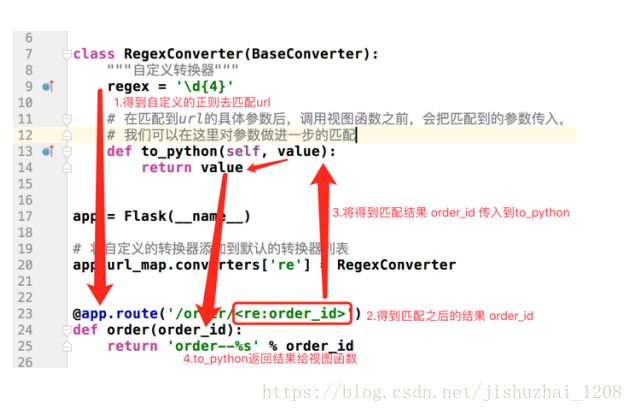 6
7 class RegexConverter(BaseConverter):
8 """自定义转换器"""
9 regex = '\d{4}'
10 1.得到自定义的正则去匹配url
11 # 在匹配到url的具体参数后，调用视图函数之前，会把匹配到的参数传入，
12 # 我们可以在这里对参数做进一步的匹配
13 def to_python(self, value):
14 return value
15
16
17 app = Flask(__name__)
3.将得到匹配结果 order_id 传入到to_python
18
19 # 将自定义的转换器添加到默认的转换器列表
20 app.url_map.converters['re'] = RegexConverter
21
22
23 @app.route('/order/<re:order_id>')
2.得到匹配之后的结果 order_id
24 def order(order_id):
25 return 'order--%s' % order_id
4.to_python返回结果给视图函数
26
https://blog.csdn.net/jishuzhai_1208